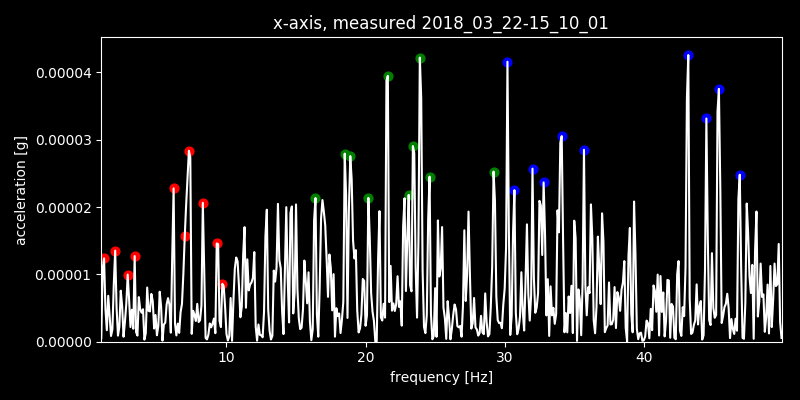 x-axis, measured 2018_03_22-15_10_01
acceleration [g]
0.00004
0.00003
0.00002
0.00001
0.00000
10 20 30 40
frequency [Hz]